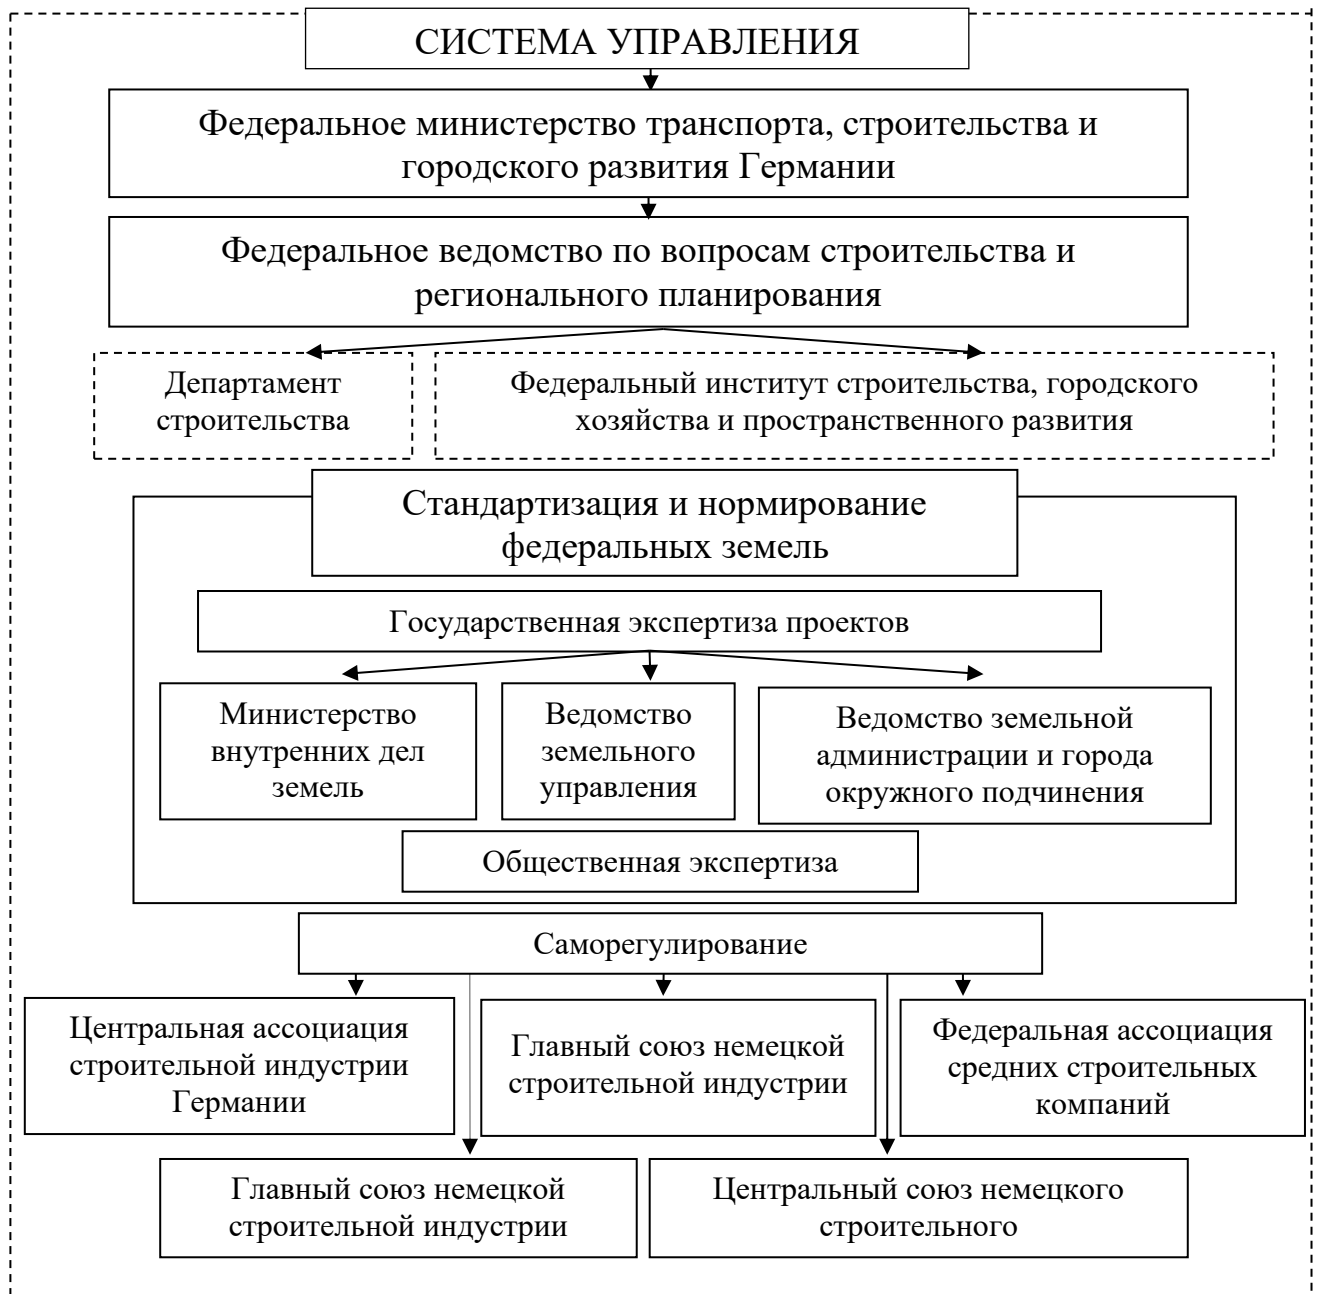 СИСТЕМА УПРАВЛЕНИЯ
Федеральное министерство транспорта, строительства и
городского развития Германии
Федеральное ведомство по вопросам строительства и
регионального планирования
Департамент
строительства
Федеральный институт строительства, городского
хозяйства и пространственного развития
Стандартизация и нормирование
федеральных земель
Государственная экспертиза проектов
Министерство
внутренних дел
земель
Ведомство
земельного
управления
Ведомство земельной
администрации и города
окружного подчинения
Общественная экспертиза
Саморегулирование
Центральная ассоциация
строительной индустрии
Германии
Главный союз немецкой
строительной индустрии
Федеральная ассоциация
средних строительных
компаний
Главный союз немецкой
строительной индустрии
Центральный союз немецкого
строительного